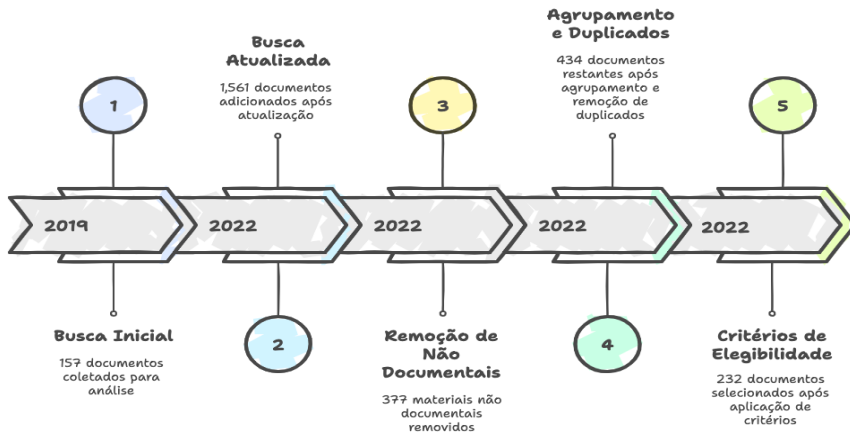 1
2019
Busca Inicial
157 documentos
coletados para
análise
Busca
Atualizada
1,561 documentos
adicionados após
atualização
2022
2
3
2022
Remoção de
Não
Documentais
377 materiais não
documentais
removidos
Agrupamento
e Duplicados
434 documentos
restantes após
agrupamento e
remoção de
duplicados
2022
4
5
2022
Critérios de
Elegibilidade
232 documentos
selecionados após
aplicação de
critérios